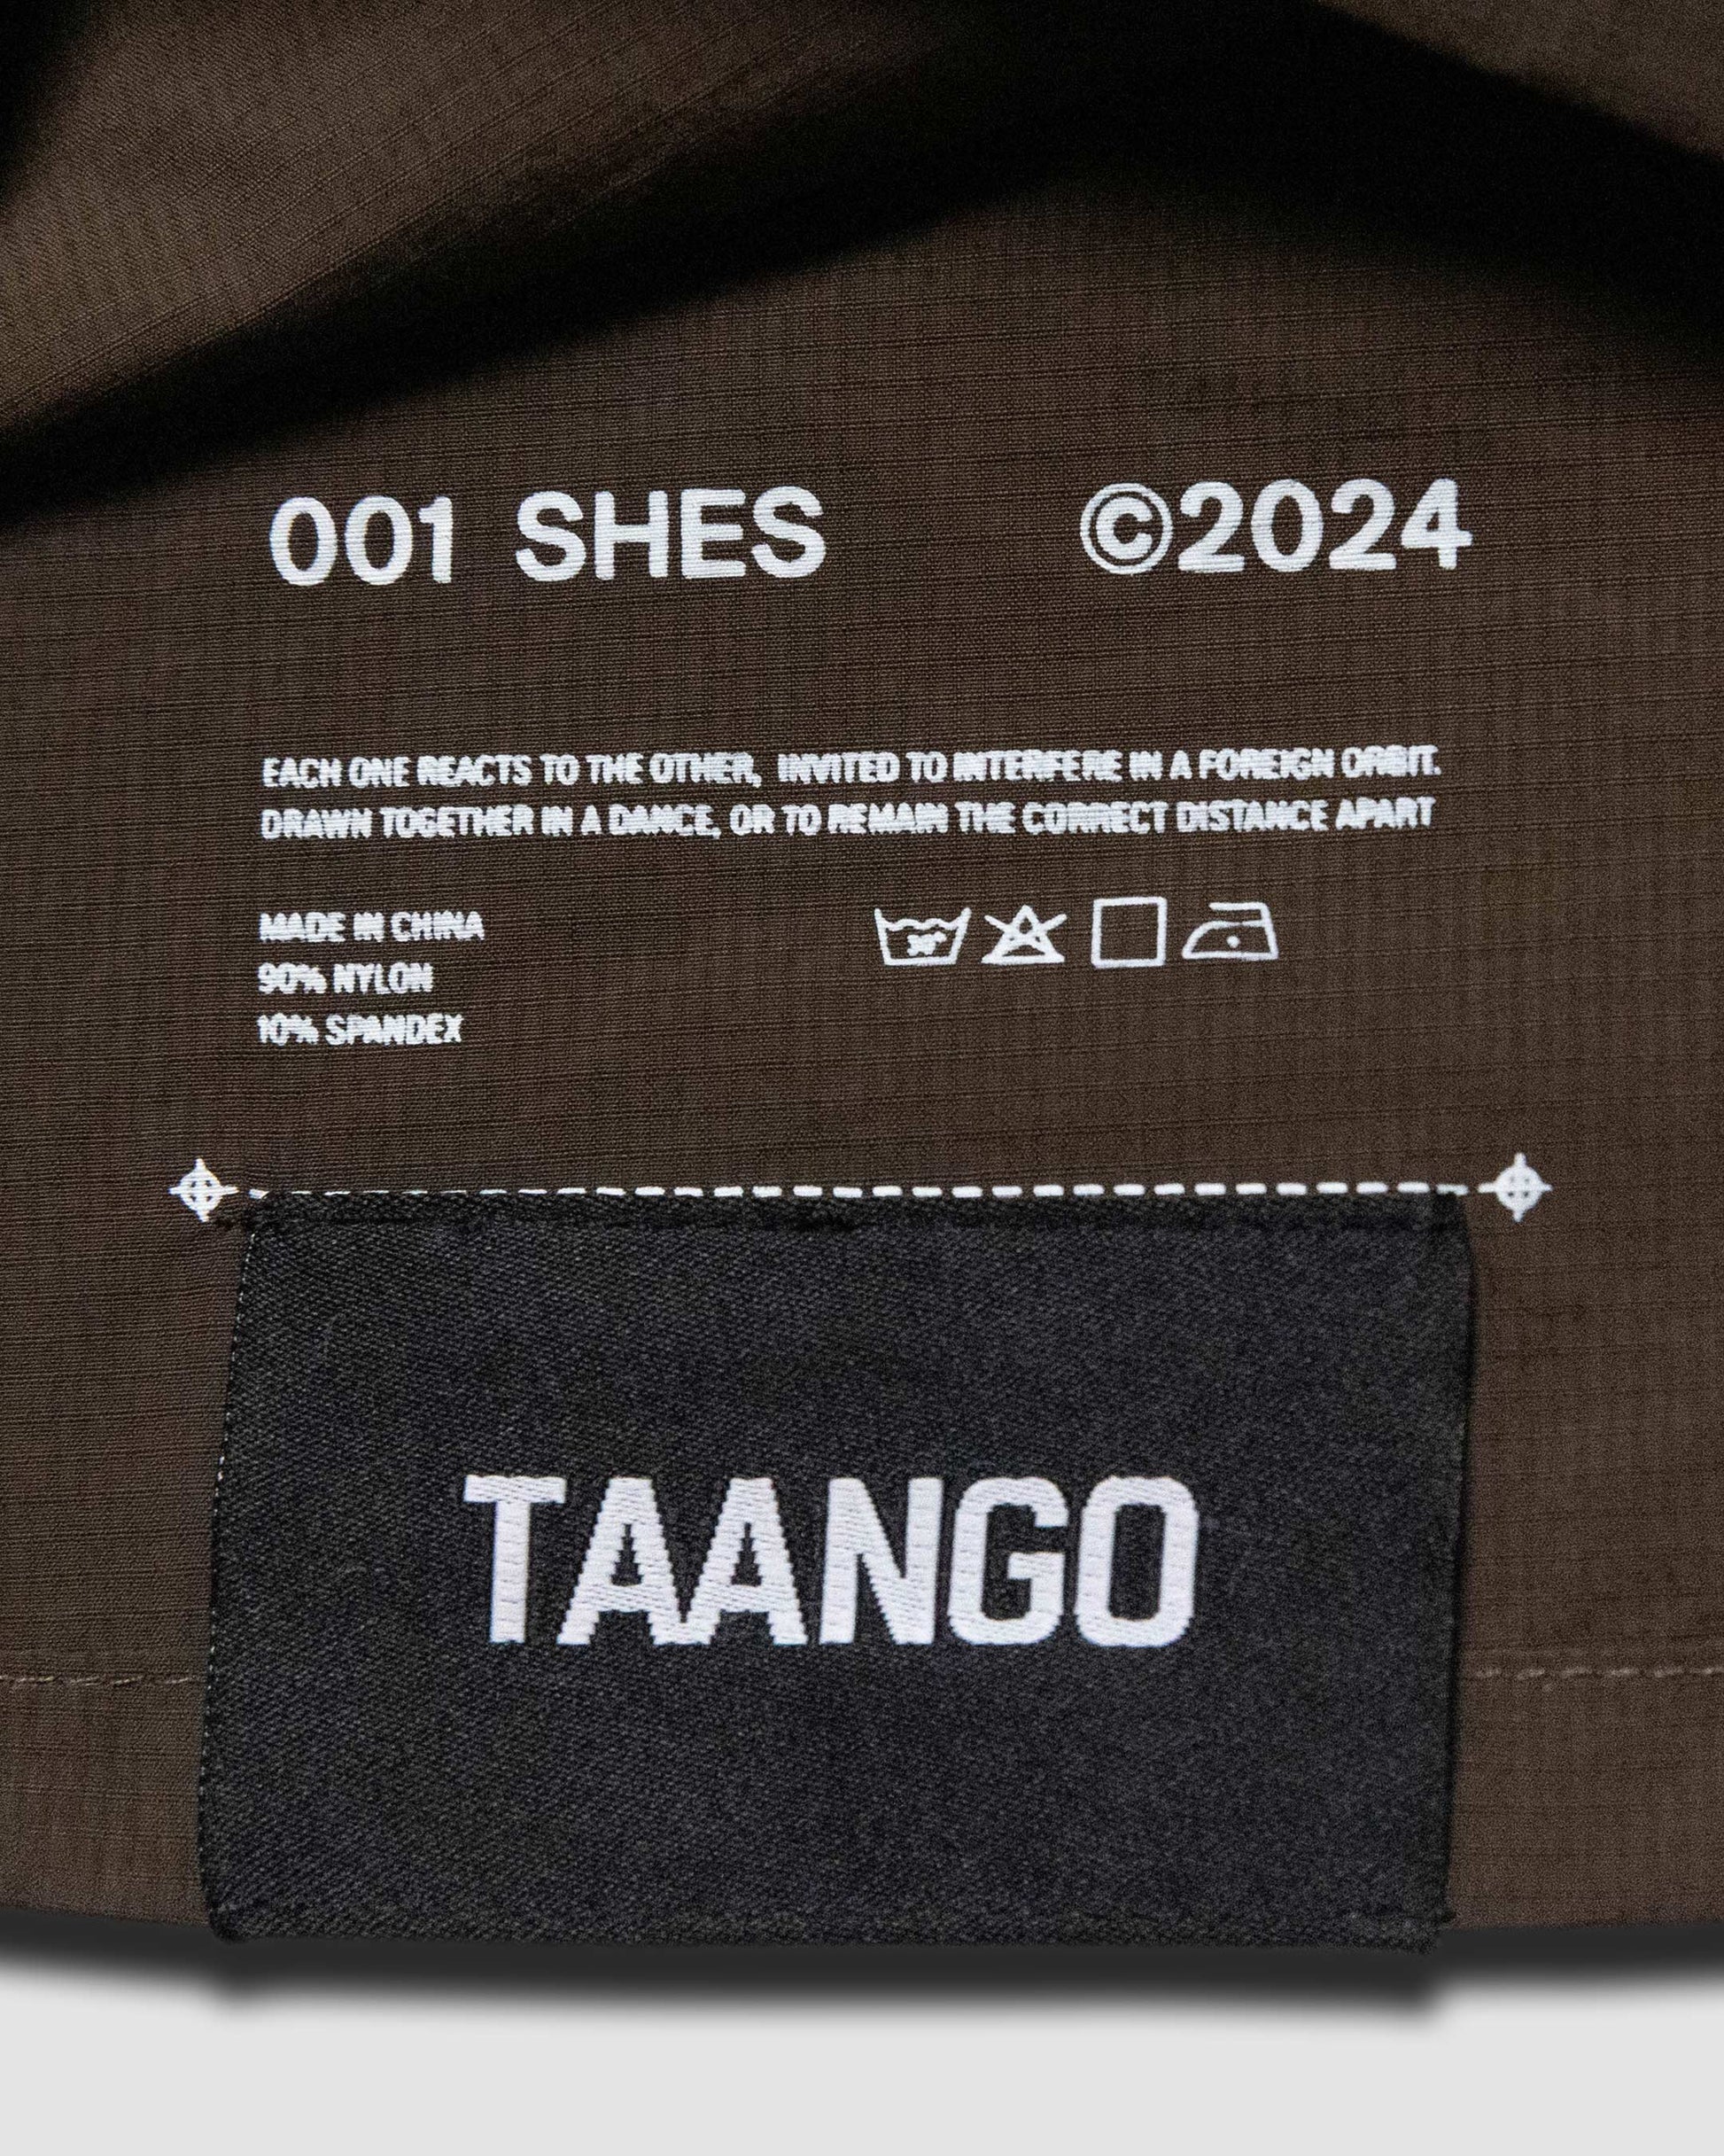 001 SHES ©2024
EACH ONE REACTS TO THE OTHER, INVITED TO INTERFERE IN A FOREIGN ORBIT.
DRAWN TOGETHER IN A DANCE, OR TO REMAIN THE CORRECT DISTANCE APART
MADE IN CHINA
30°
90% NYLON
10% SPANDEX
TAANGO